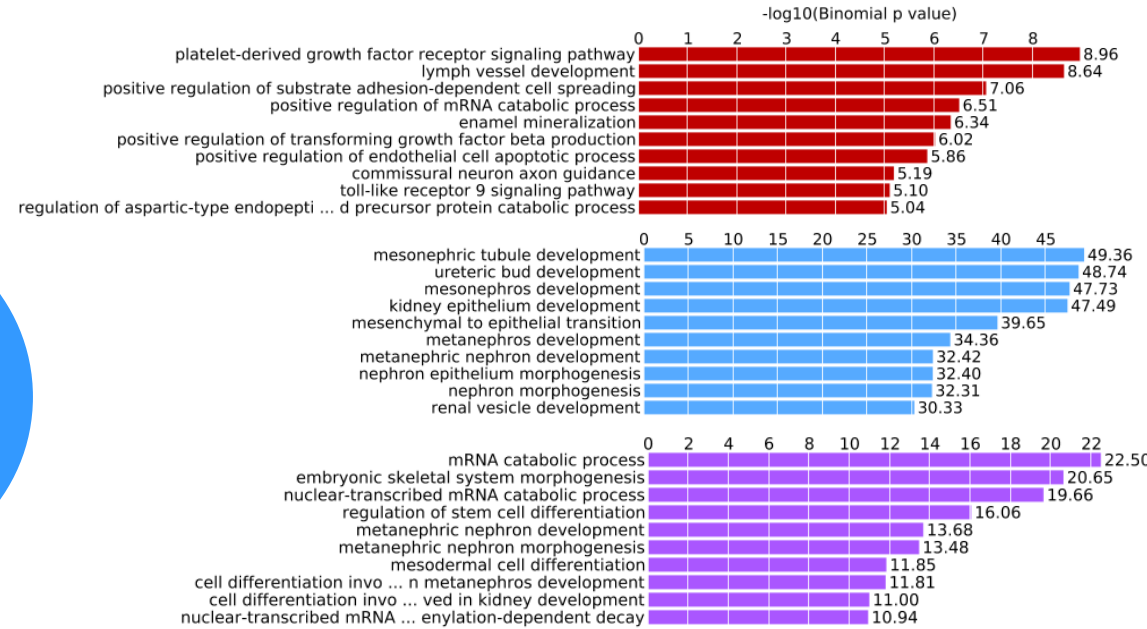 -log10(Binomial p value)
0 1 2 3 4 5 6 7 8
platelet-derived growth factor receptor signaling pathway 8.96
lymph vessel development 8.64
positive regulation of substrate adhesion-dependent cell spreading 7.06
positive regulation of mRNA catabolic process 6.51
enamel mineralization 6.34
positive regulation of transforming growth factor beta production 6.02
positive regulation of endothelial cell apoptotic process 5.86
commissural neuron axon guidance 5.19
toll-like receptor 9 signaling pathway 5.10
regulation of aspartic-type endopepti ... d precursor protein catabolic process 5.04
0 5 10 15 20 25 30 35 40 45
mesonephric tubule development 49.36
ureteric bud development 48.74
mesonephros development 47.73
kidney epithelium development 47.49
mesenchymal to epithelial transition 39.65
metanephros development 34.36
metanephric nephron development 32.42
nephron epithelium morphogenesis 32.40
nephron morphogenesis 32.31
renal vesicle development 30.33
0 2 4 6 8 10 12 14 16 18 20 22
mRNA catabolic process 22.50
embryonic skeletal system morphogenesis 20.65
nuclear-transcribed mRNA catabolic process 19.66
regulation of stem cell differentiation 16.06
metanephric nephron development 13.68
metanephric nephron morphogenesis 13.48
mesodermal cell differentiation 11.85
cell differentiation invo ... n metanephros development 11.81
cell differentiation invo ... ved in kidney development 11.00
nuclear-transcribed mRNA ... enylation-dependent decay 10.94